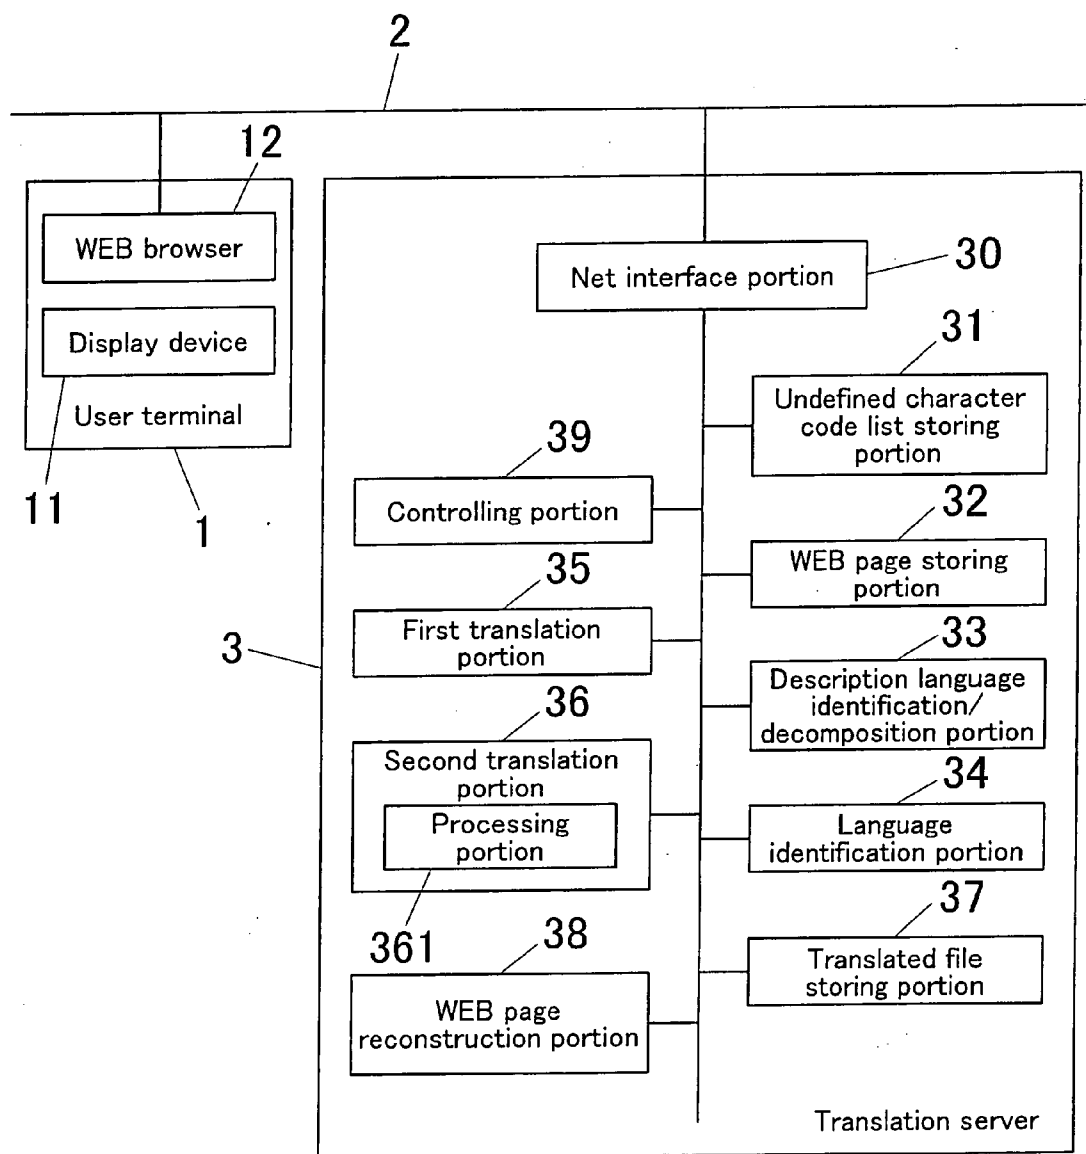 2
12
WEB browser
Display device
User terminal
11
1
30
Net interface portion
31
Undefined character
code list storing
portion
39
Controlling portion
32
WEB page storing
portion
35
First translation
portion
3
33
Description language
identification/
decomposition portion
36
Second translation
portion
Processing
portion
361
34
Language
identification portion
37
Translated file
storing portion
38
WEB page
reconstruction portion
Translation server